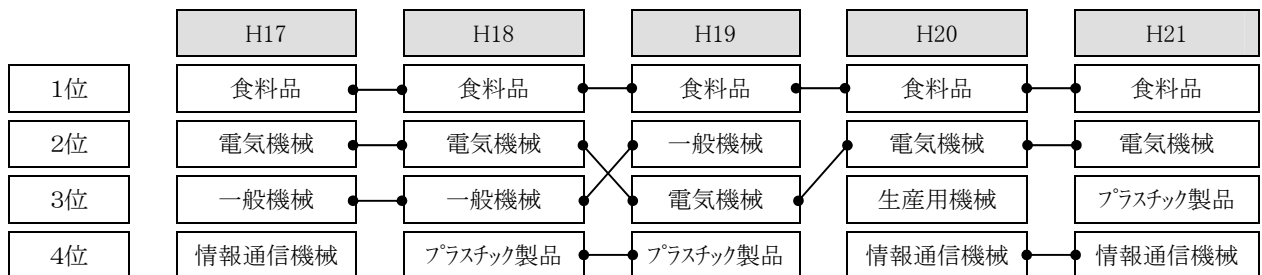 H17 H18 H19 H20 H21
1位 食料品 食料品 食料品 食料品 食料品
2位 電気機械 電気機械 一般機械 電気機械 電気機械
3位 一般機械 一般機械 電気機械 生産用機械 プラスチック製品
4位 情報通信機械 プラスチック製品 プラスチック製品 情報通信機械 情報通信機械